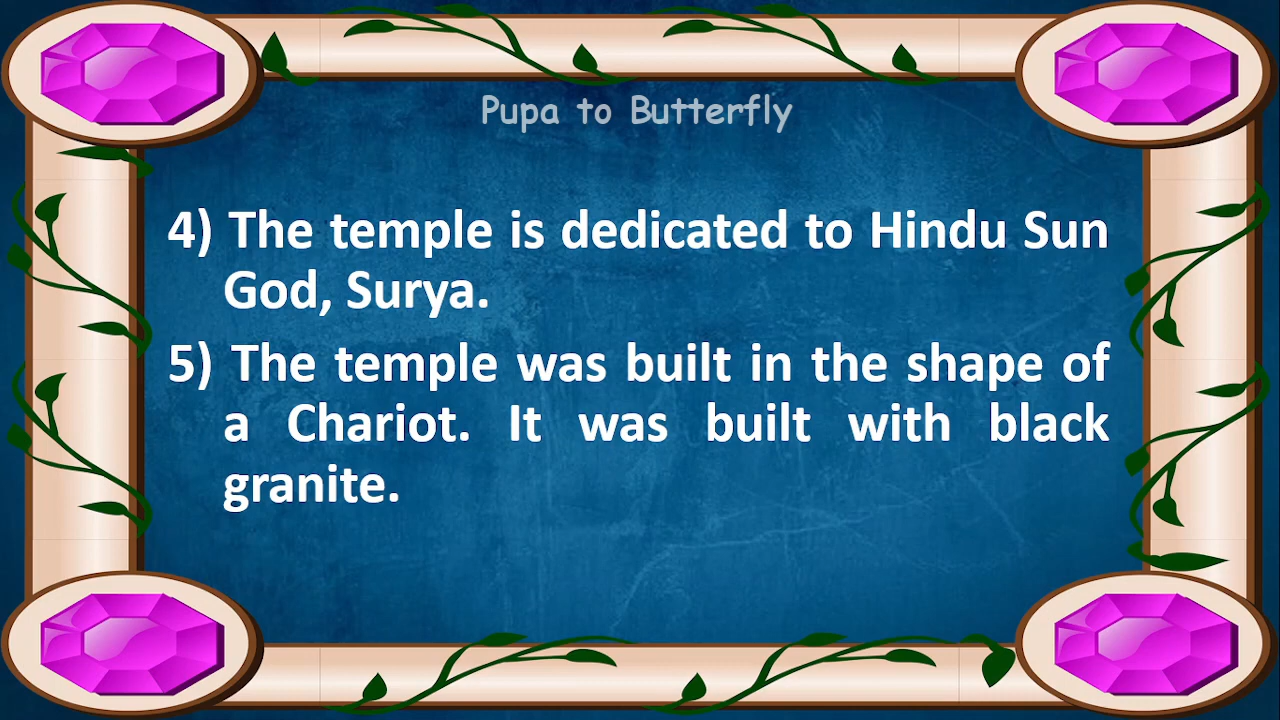 Pupa to Butterfly
4) The temple is dedicated to Hindu Sun
God, Surya.
5) The temple was built in the shape of
a Chariot. It was built with black
granite.